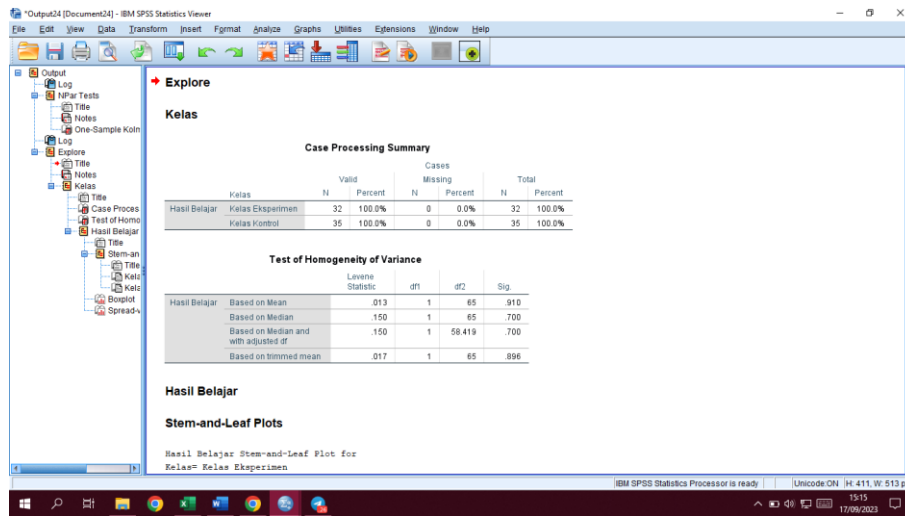 *Output24 [Document24] - IBM SPSS Statistics Viewer
File Edit View Data Transform Insert Format Analyze Graphs Utilities Extensions Window Help
Output
Log
NPar Tests
Title
Notes
One-Sample Kolm
Log
Explore
Title
Notes
Kelas
Title
Case Proces
Test of Homo
Hasil Belajar
Title
Stem-an
Title
Kela
Kela
Boxplot
Spread-v
Explore
Kelas
Case Processing Summary
Cases
Valid Missing Total
Kelas N Percent N Percent N Percent
Hasil Belajar Kelas Eksperimen 32 100.0% 0 0.0% 32 100.0%
Kelas Kontrol 35 100.0% 0 0.0% 35 100.0%
Test of Homogeneity of Variance
Levene
Statistic df1 df2 Sig.
Hasil Belajar Based on Mean .013 1 65 .910
Based on Median .150 1 65 .700
Based on Median and
with adjusted df .150 1 58.419 .700
Based on trimmed mean .017 1 65 .896
Hasil Belajar
Stem-and-Leaf Plots
Hasil Belajar Stem-and-Leaf Plot for
Kelas= Kelas Eksperimen
IBM SPSS Statistics Processor is ready Unicode:ON H: 411, W: 513 p
15:15
17/09/2023